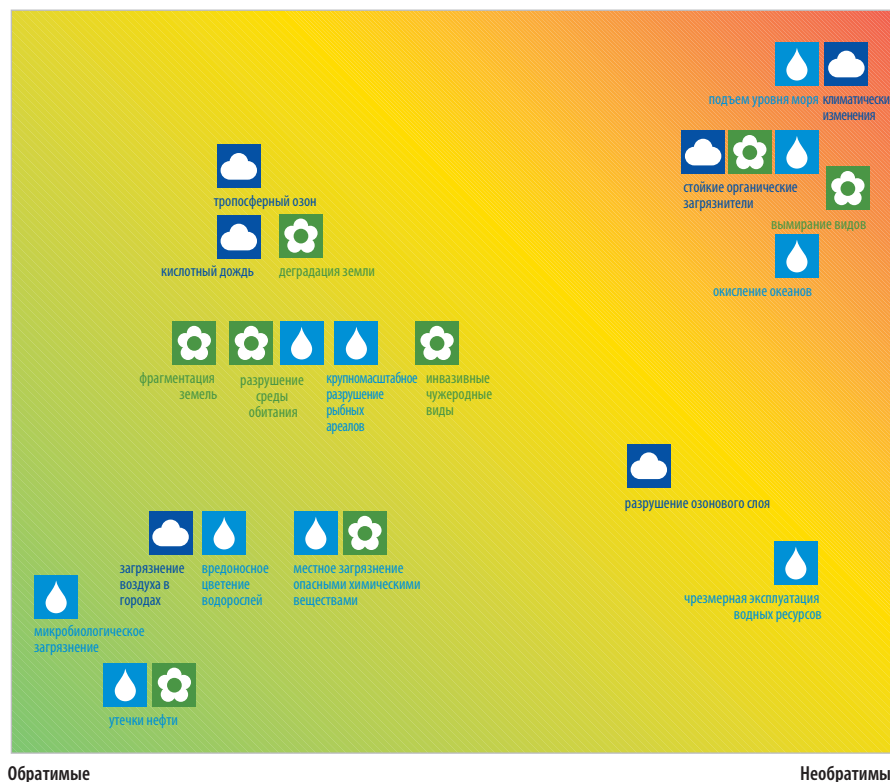 подъем уровня моря
климатически
изменения
стойкие органические
загрязнители
вымирание видов
тропосферный озон
кислотный дождь
деградация земли
окисление океанов
фрагментация
земель
разрушение
среды
обитания
крупномасштабное
разрушение
рыбных
ареалов
инвазивные
чужеродные
виды
разрушение озонового слоя
загрязнение
воздуха в
городах
вредоносное
цветение
водорослей
местное загрязнение
опасными химическими
веществами
чрезмерная эксплуатация
водных ресурсов
микробиологическое
загрязнение
утечки нефти
Обратимые
Необратимы